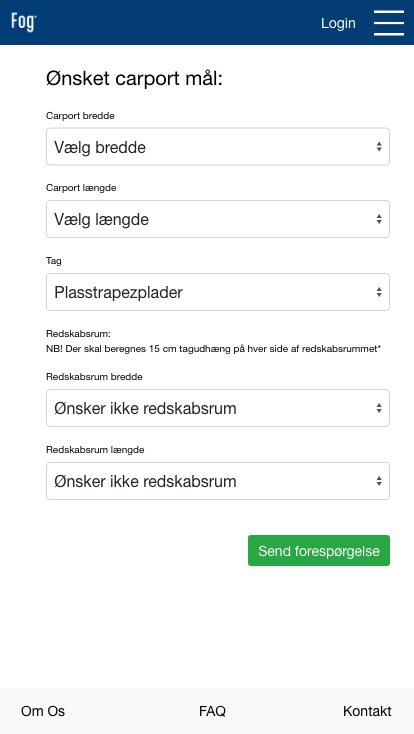 Fog
Login
Ønsket carport mål:
Carport bredde
Vælg bredde
Carport længde
Vælg længde
Tag
Plasstrapezplader
Redskabsrum:
NB! Der skal beregnes 15 cm tagudhæng på hver side af redskabsrummet*
Redskabsrum bredde
Ønsker ikke redskabsrum
Redskabsrum længde
Ønsker ikke redskabsrum
Send forespørgelse
Om Os
FAQ
Kontakt